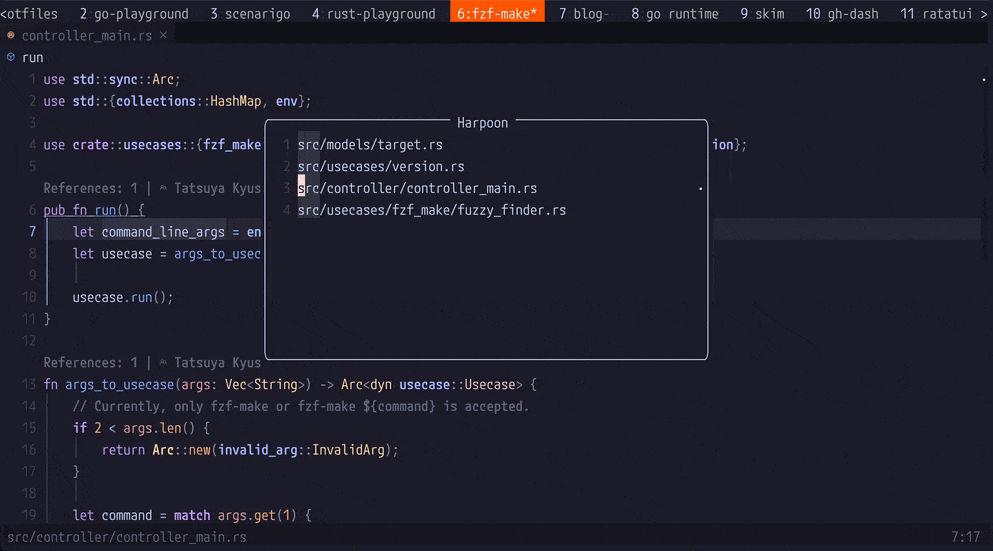 <otfiles 2 go-playground 3 scenarigo 4 rust-playground 6:fzf-make* 7 blog- 8 go runtime 9 skim 10 gh-dash 11 ratatui >
controller_main.rs ×
run
1 use std::sync::Arc;
2 use std::{collections::HashMap, env};
3
4 use crate::usecases::{fzf_make ion};
5
References: 1 | Tatsuya Kyus
6 pub fn run() {
7 let command_line_args = en
8 let usecase = args_to_usec
9
10 usecase.run();
11 }
12
References: 1 | Tatsuya Kyus
13 fn args_to_usecase(args: Vec<String>) -> Arc<dyn usecase::Usecase> {
14 // Currently, only fzf-make or fzf-make ${command} is accepted.
15 if 2 < args.len() {
16 return Arc::new(invalid_arg::InvalidArg);
17 }
18
19 let command = match args.get(1) {
Harpoon
1 src/models/target.rs
2 src/usecases/version.rs
3 src/controller/controller_main.rs
4 src/usecases/fzf_make/fuzzy_finder.rs
src/controller/controller_main.rs 7:17